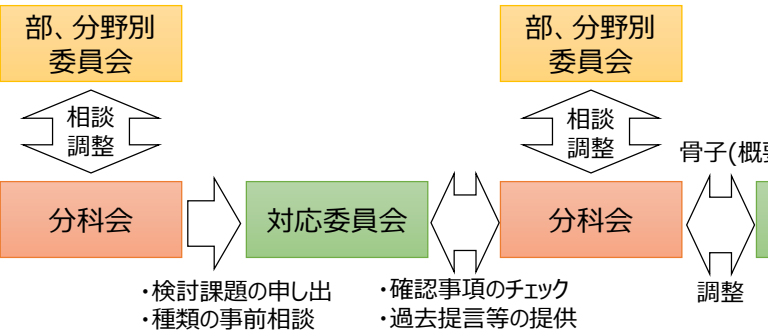 部、分野別
委員会
部、分野別
委員会
相談
調整
相談
調整
骨子(概要
分科会
対応委員会
分科会
調整
・検討課題の申し出
・種類の事前相談
・確認事項のチェック
・過去提言等の提供